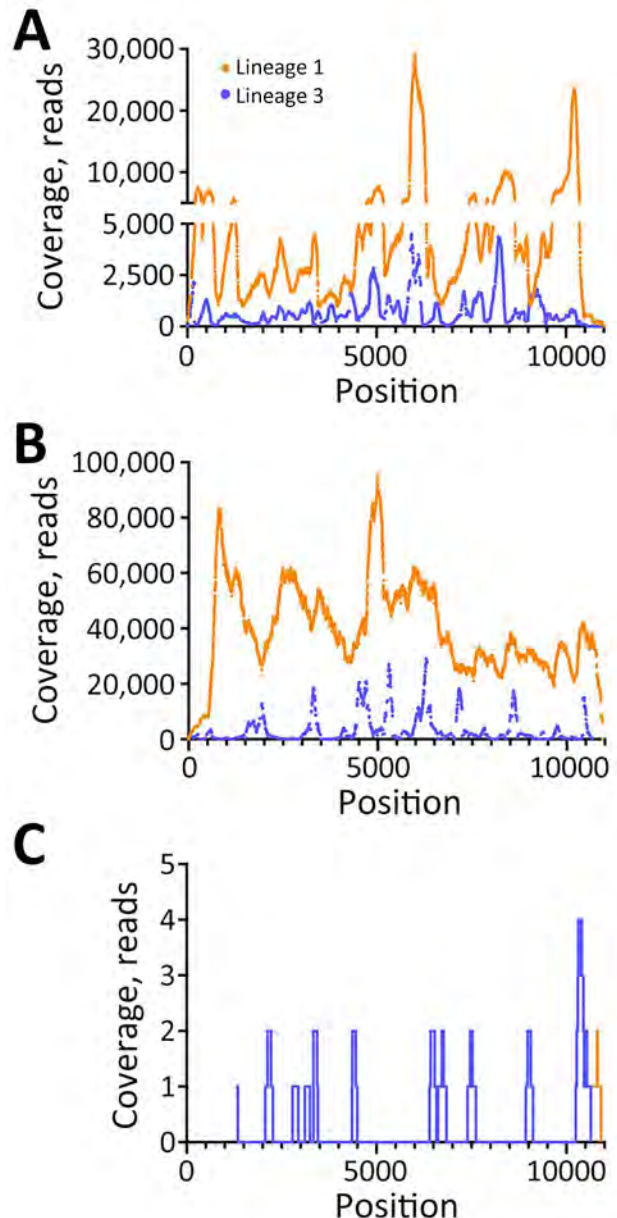 A
30,000
Lineage 1
Lineage 3
20,000
10,000
5,000
2,500
0
Coverage, reads
0 5000 10000
Position
B
100,000
80,000
60,000
40,000
20,000
0
Coverage, reads
0 5000 10000
Position
C
5
4
3
2
1
0
Coverage, reads
0 5000 10000
Position